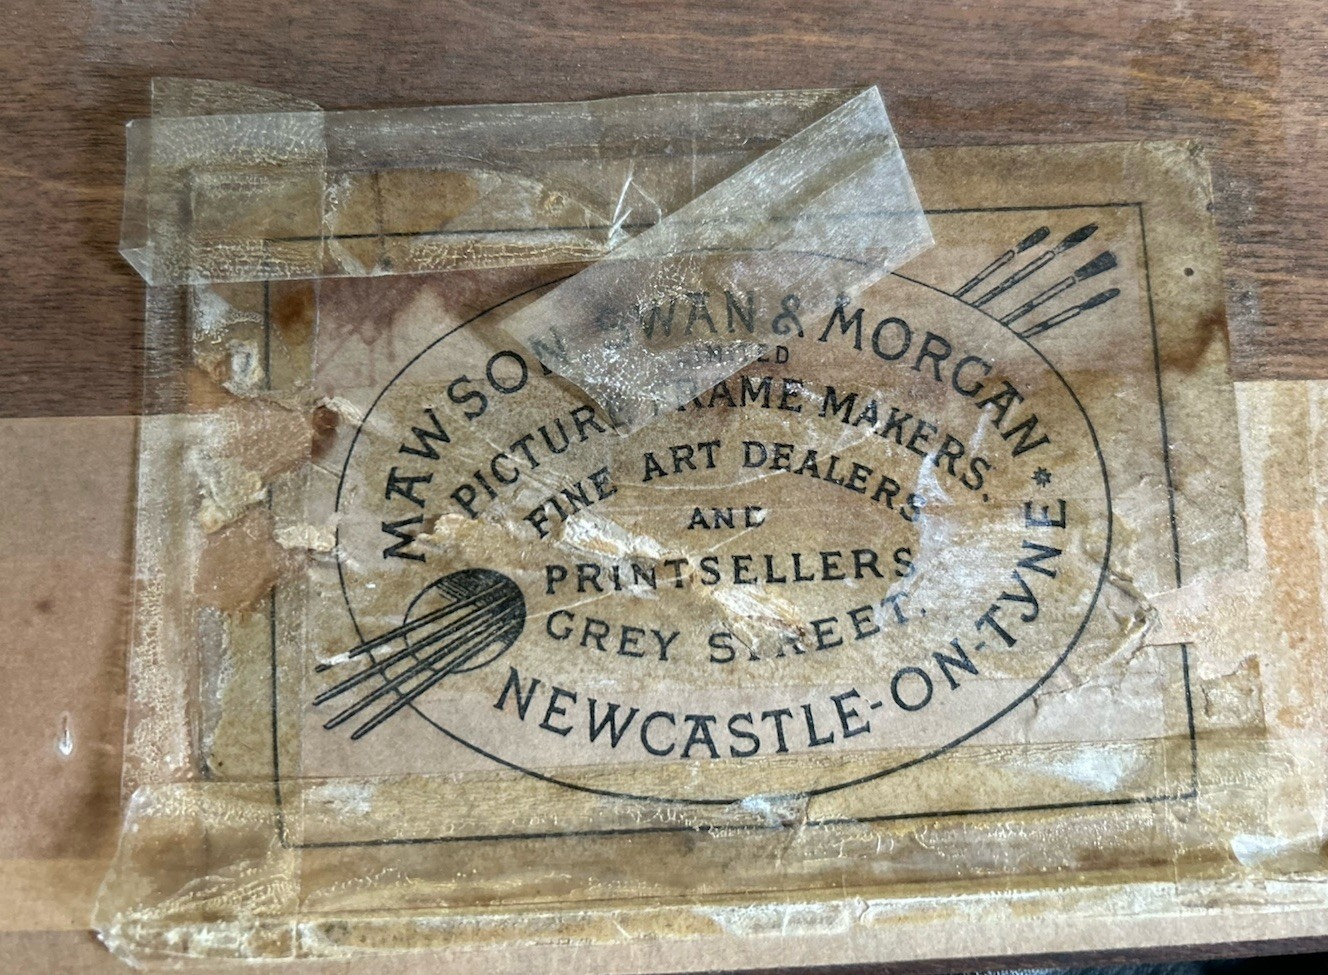 MAWSON SWAN & MORGAN
LIMITED
PICTURE FRAME MAKERS.
FINE ART DEALERS
AND
PRINTSELLERS
GREY STREET.
NEWCASTLE-ON-TYNE *